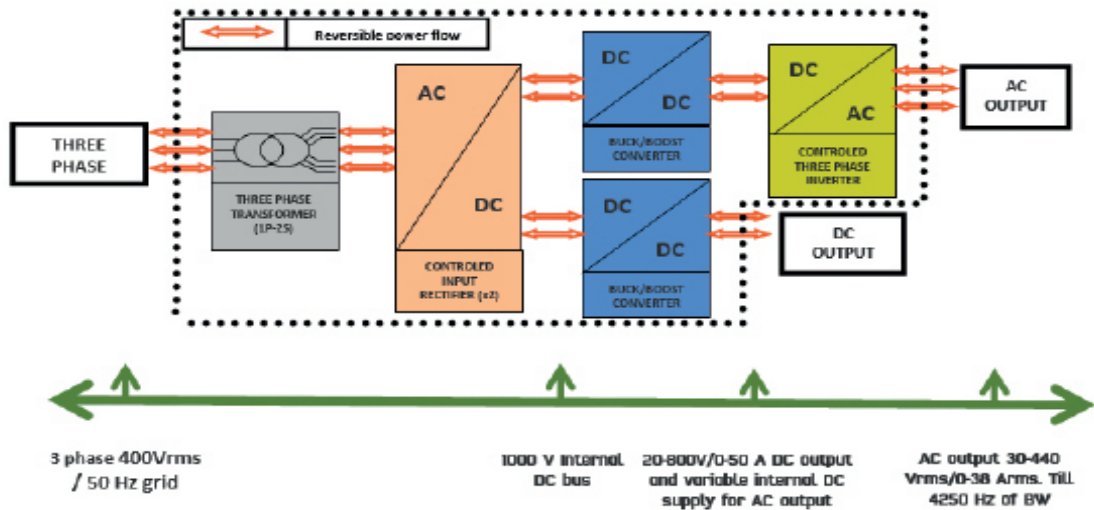 Reversible power flow
THREE
PHASE
THREE PHASE
TRANSFORMER
(1P-2S)
AC
DC
CONTROLED
INPUT
RECTIFIER (x2)
DC
DC
BUCK/BOOST
CONVERTER
DC
DC
BUCK/BOOST
CONVERTER
DC
AC
CONTROLED
THREE PHASE
INVERTER
AC
OUTPUT
DC
OUTPUT
3 phase 400Vrms
/ 50 Hz grid
1000 V internal
DC bus
20-800V/0-50 A DC output
and variable internal DC
supply for AC output
AC output 30-440
Vrms/0-38 Arms. Till
4250 Hz of BW